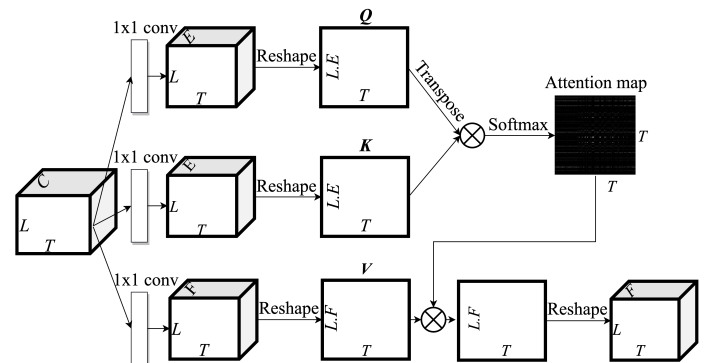 1x1 conv
E
L
T
Reshape
Q
L.E
T
Transpose
Softmax
Attention map
T
T
C
L
T
1x1 conv
E
L
T
Reshape
K
L.E
T
1x1 conv
F
L
T
Reshape
V
L.F
T
L.F
T
Reshape
F
L
T